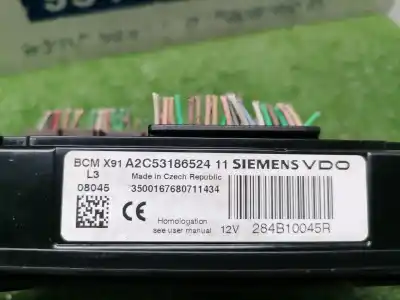 BCM X91 A2C53186524 11 SIEMENS VDO
L3 Made in Czech Republic
08045 3500167680711434
Homologation
see user manual 12V 284B10045R